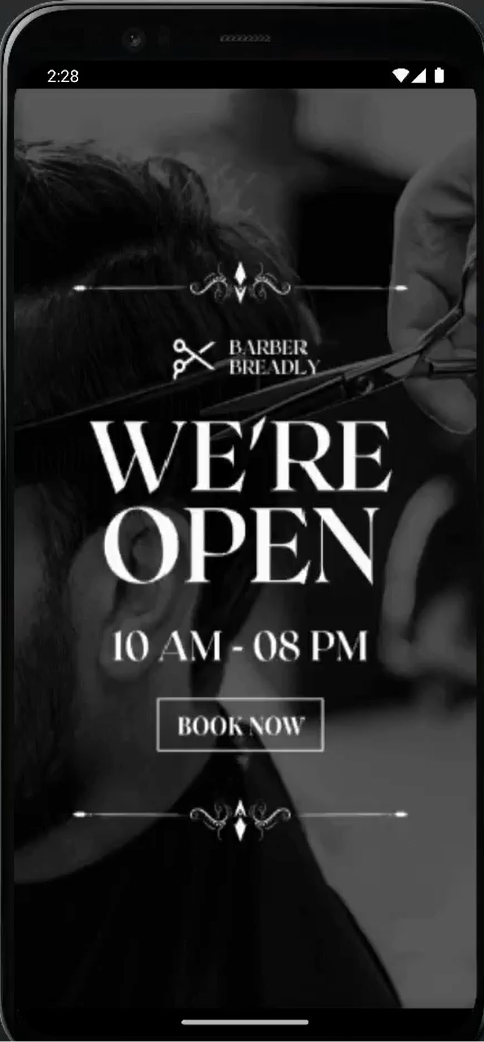 2:28
BARBER
BREADLY
WE'RE
OPEN
10 AM - 08 PM
BOOK NOW